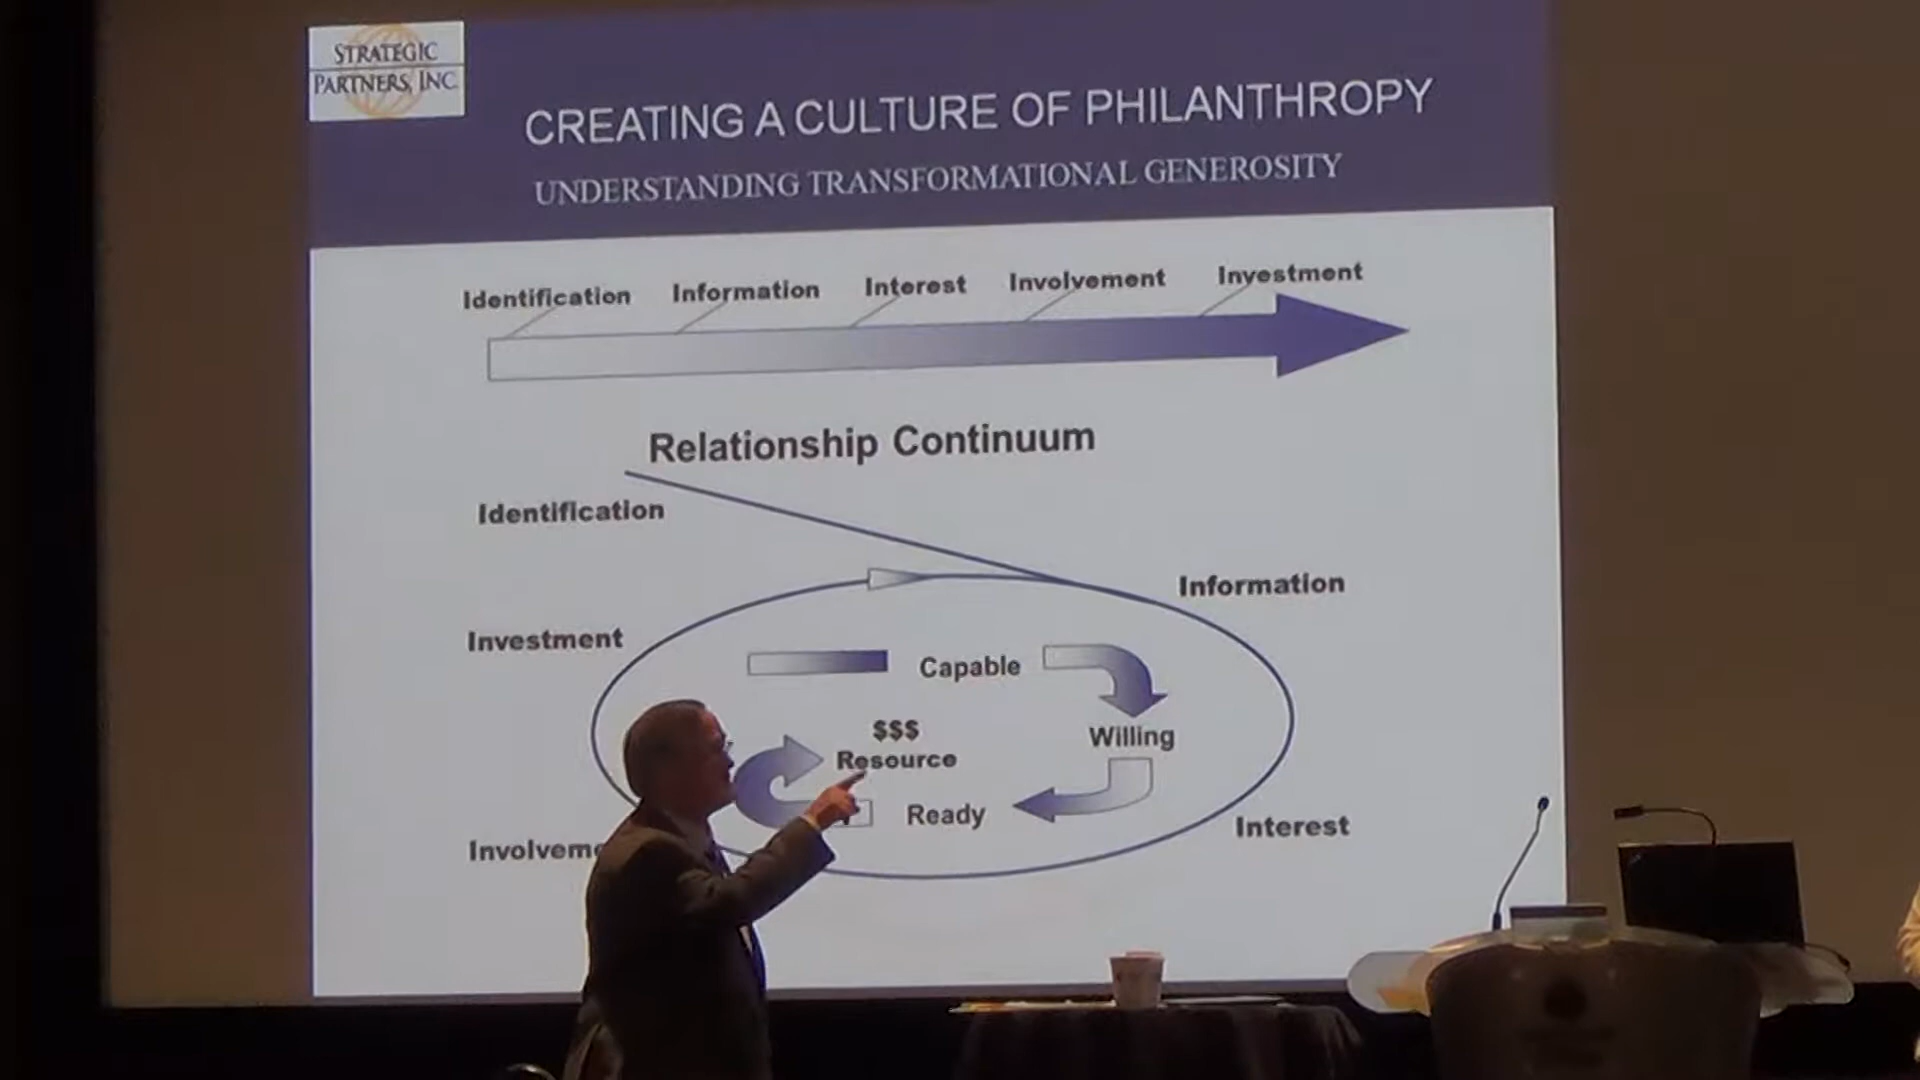 STRATEGIC
PARTNERS, INC.
CREATING A CULTURE OF PHILANTHROPY
UNDERSTANDING TRANSFORMATIONAL GENEROSITY
Identification Information Interest Involvement Investment
Relationship Continuum
Identification
Information
Investment
Capable
$$$
Willing
Resource
Ready
Interest
Involveme